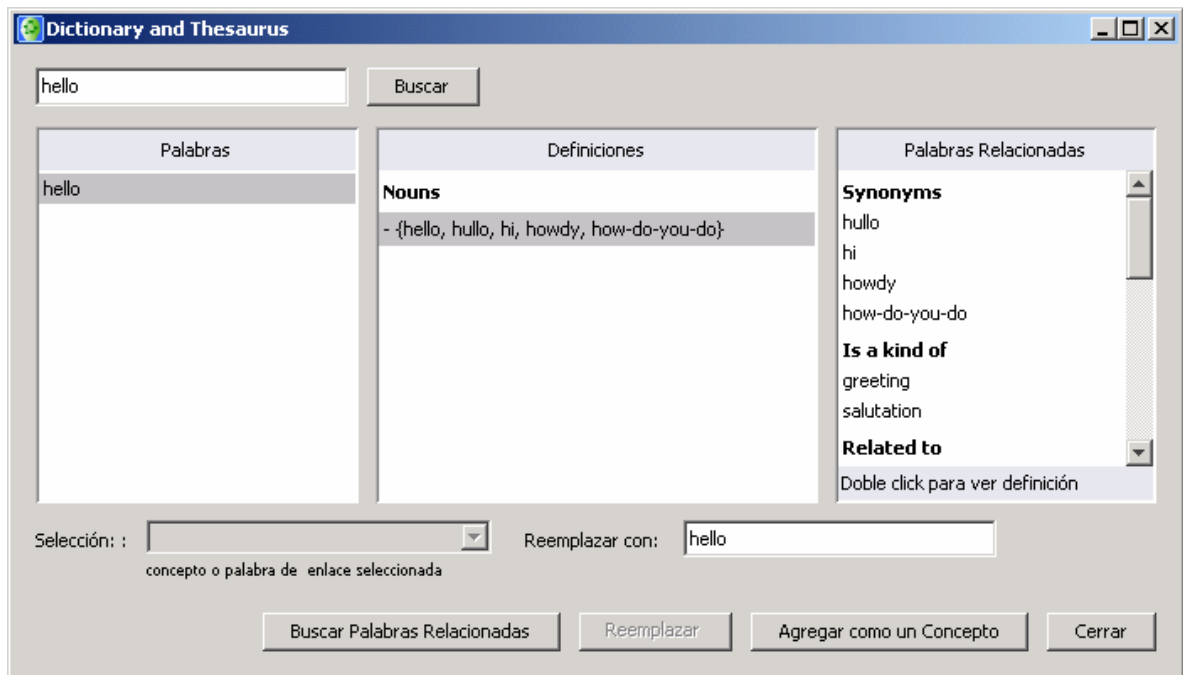 Dictionary and Thesaurus
hello
Buscar
Palabras
hello
Definiciones
Nouns
- {hello, hullo, hi, howdy, how-do-you-do}
Palabras Relacionadas
Synonyms
hullo
hi
howdy
how-do-you-do
Is a kind of
greeting
salutation
Related to
Doble click para ver definición
Selección: :
concepto o palabra de enlace seleccionada
Reemplazar con:
hello
Buscar Palabras Relacionadas
Reemplazar
Agregar como un Concepto
Cerrar